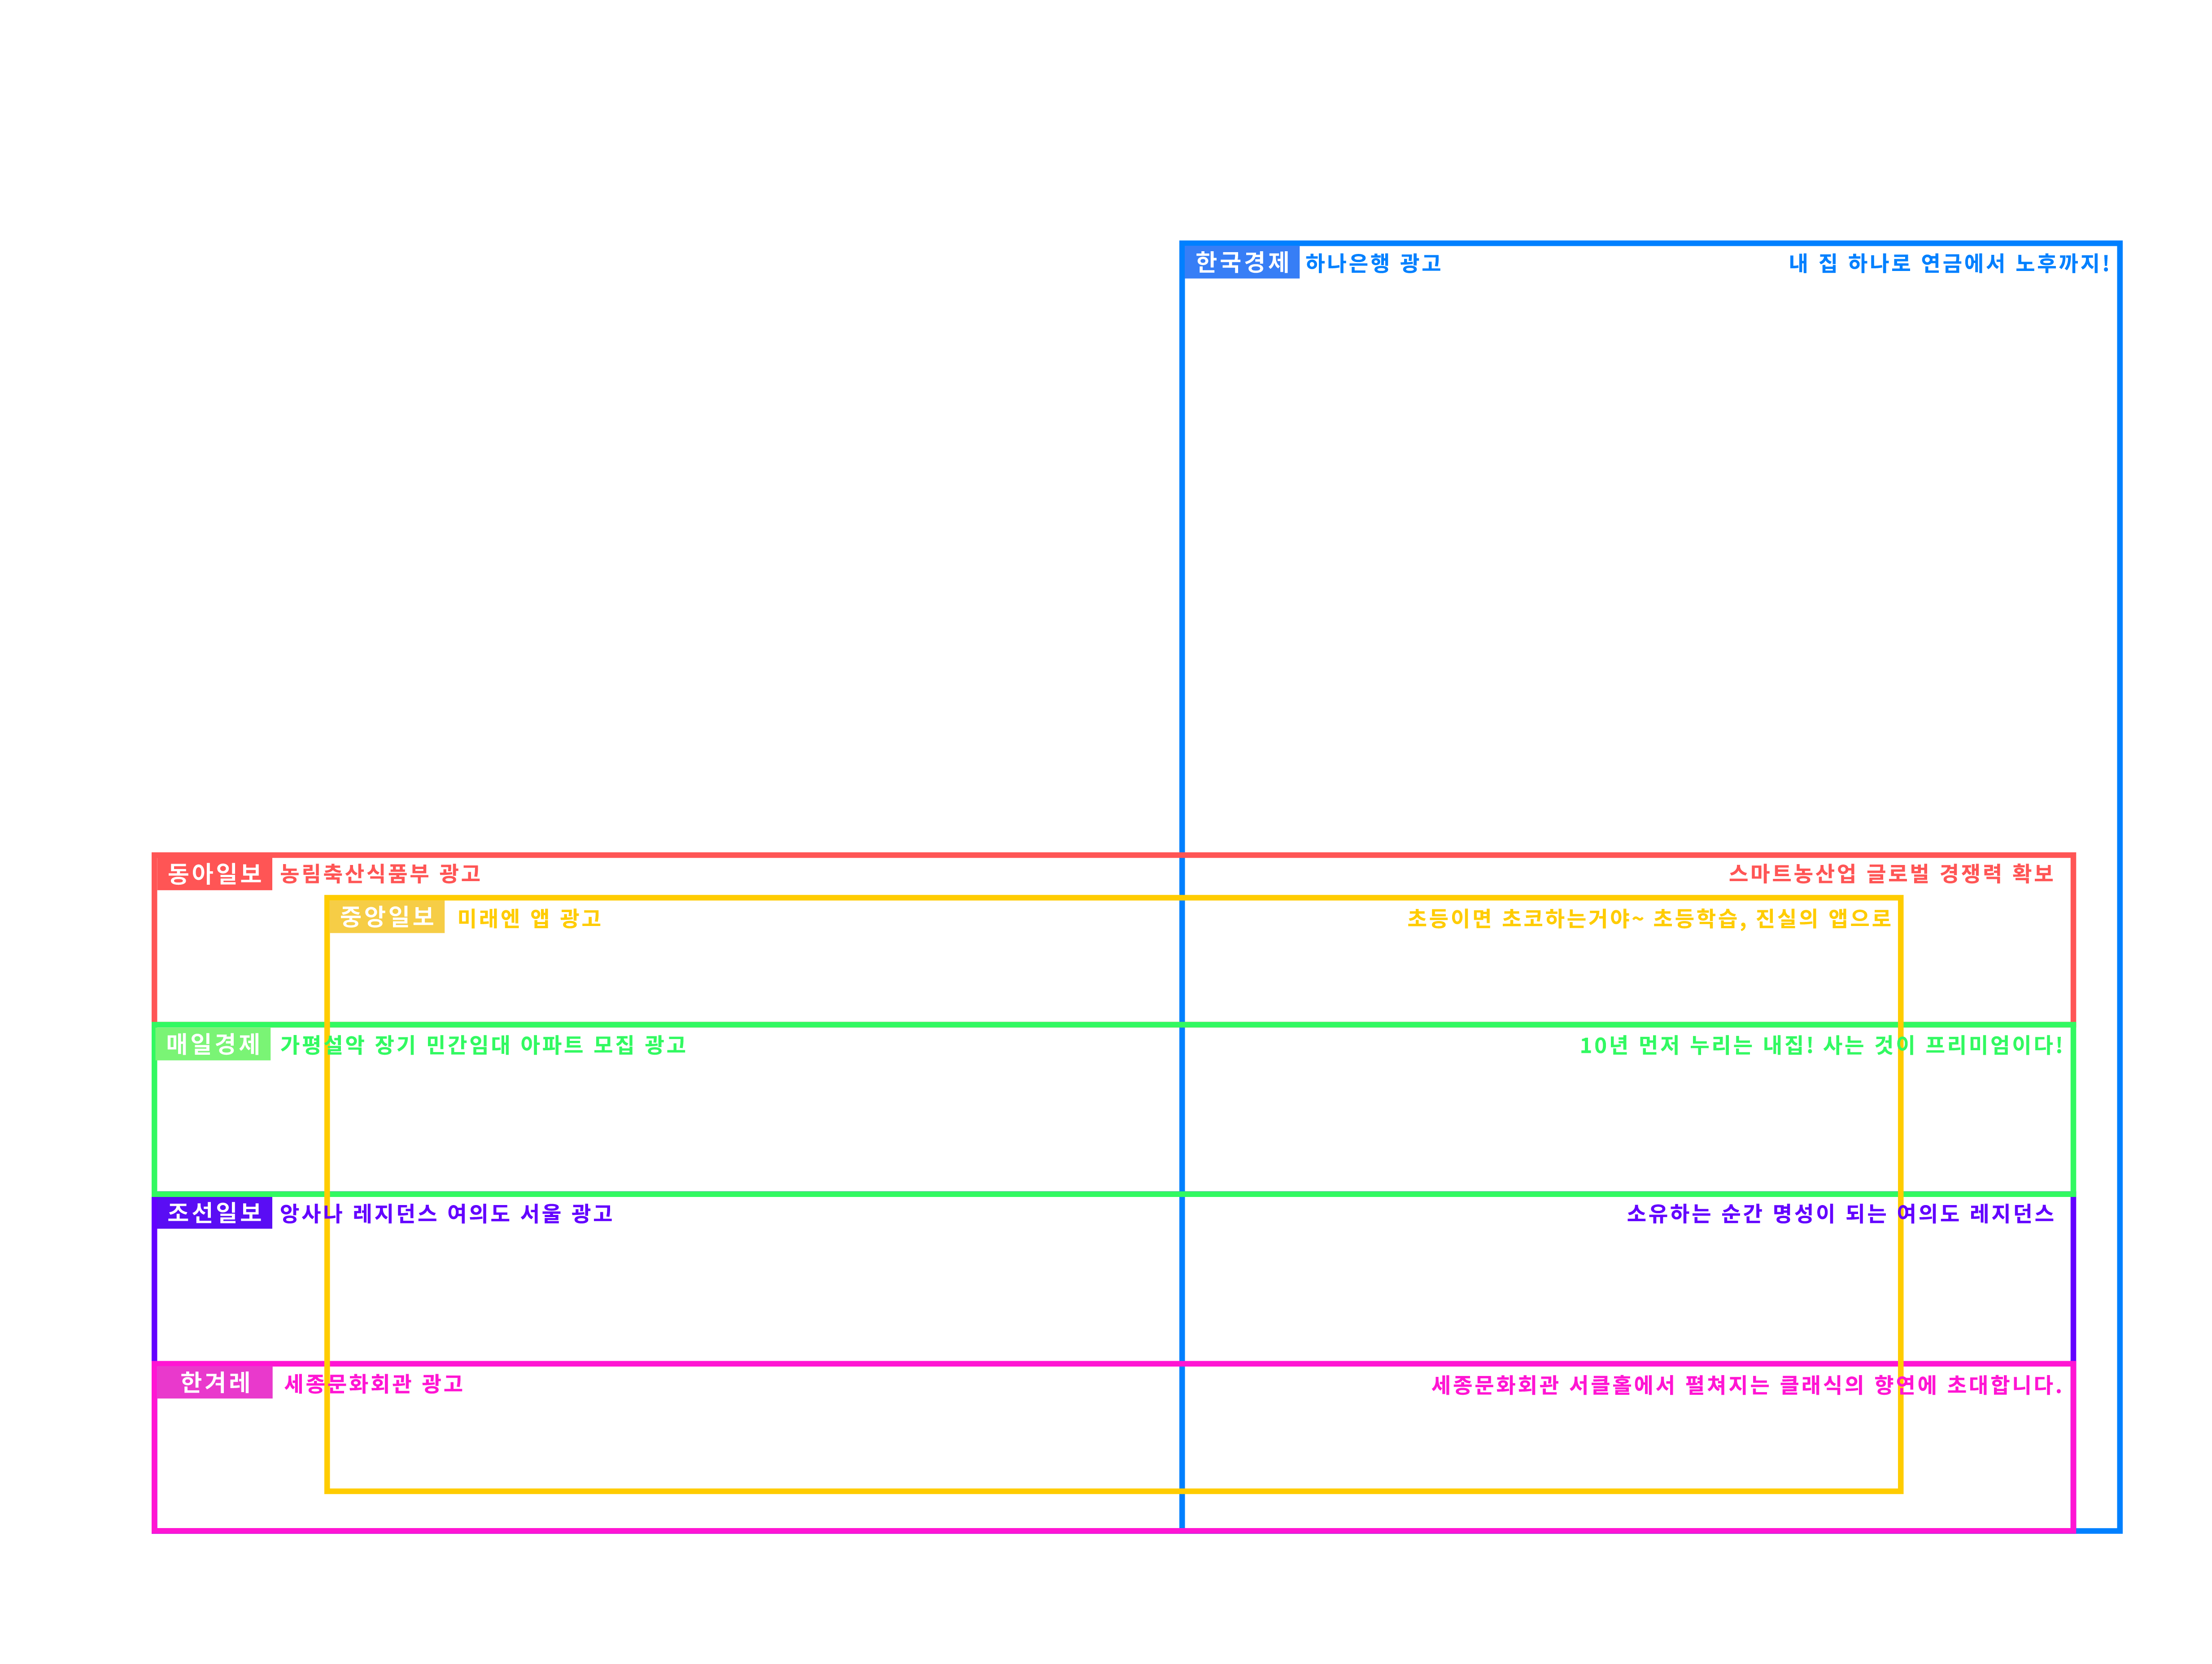 한국경제 하나은행 광고 내 집 하나로 연금에서 노후까지!
동아일보 농림축산식품부 광고 스마트농산업 글로벌 경쟁력 확보
중앙일보 미래엔 앱 광고 초등이면 초코하는거야~ 초등학습, 진실의 앱으로
매일경제 가평설악 장기 민간임대 아파트 모집 광고 10년 먼저 누리는 내집! 사는 것이 프리미엄이다!
조선일보 앙사나 레지던스 여의도 서울 광고 소유하는 순간 명성이 되는 여의도 레지던스
한겨레 세종문화회관 광고 세종문화회관 서클홀에서 펼쳐지는 클래식의 향연에 초대합니다.